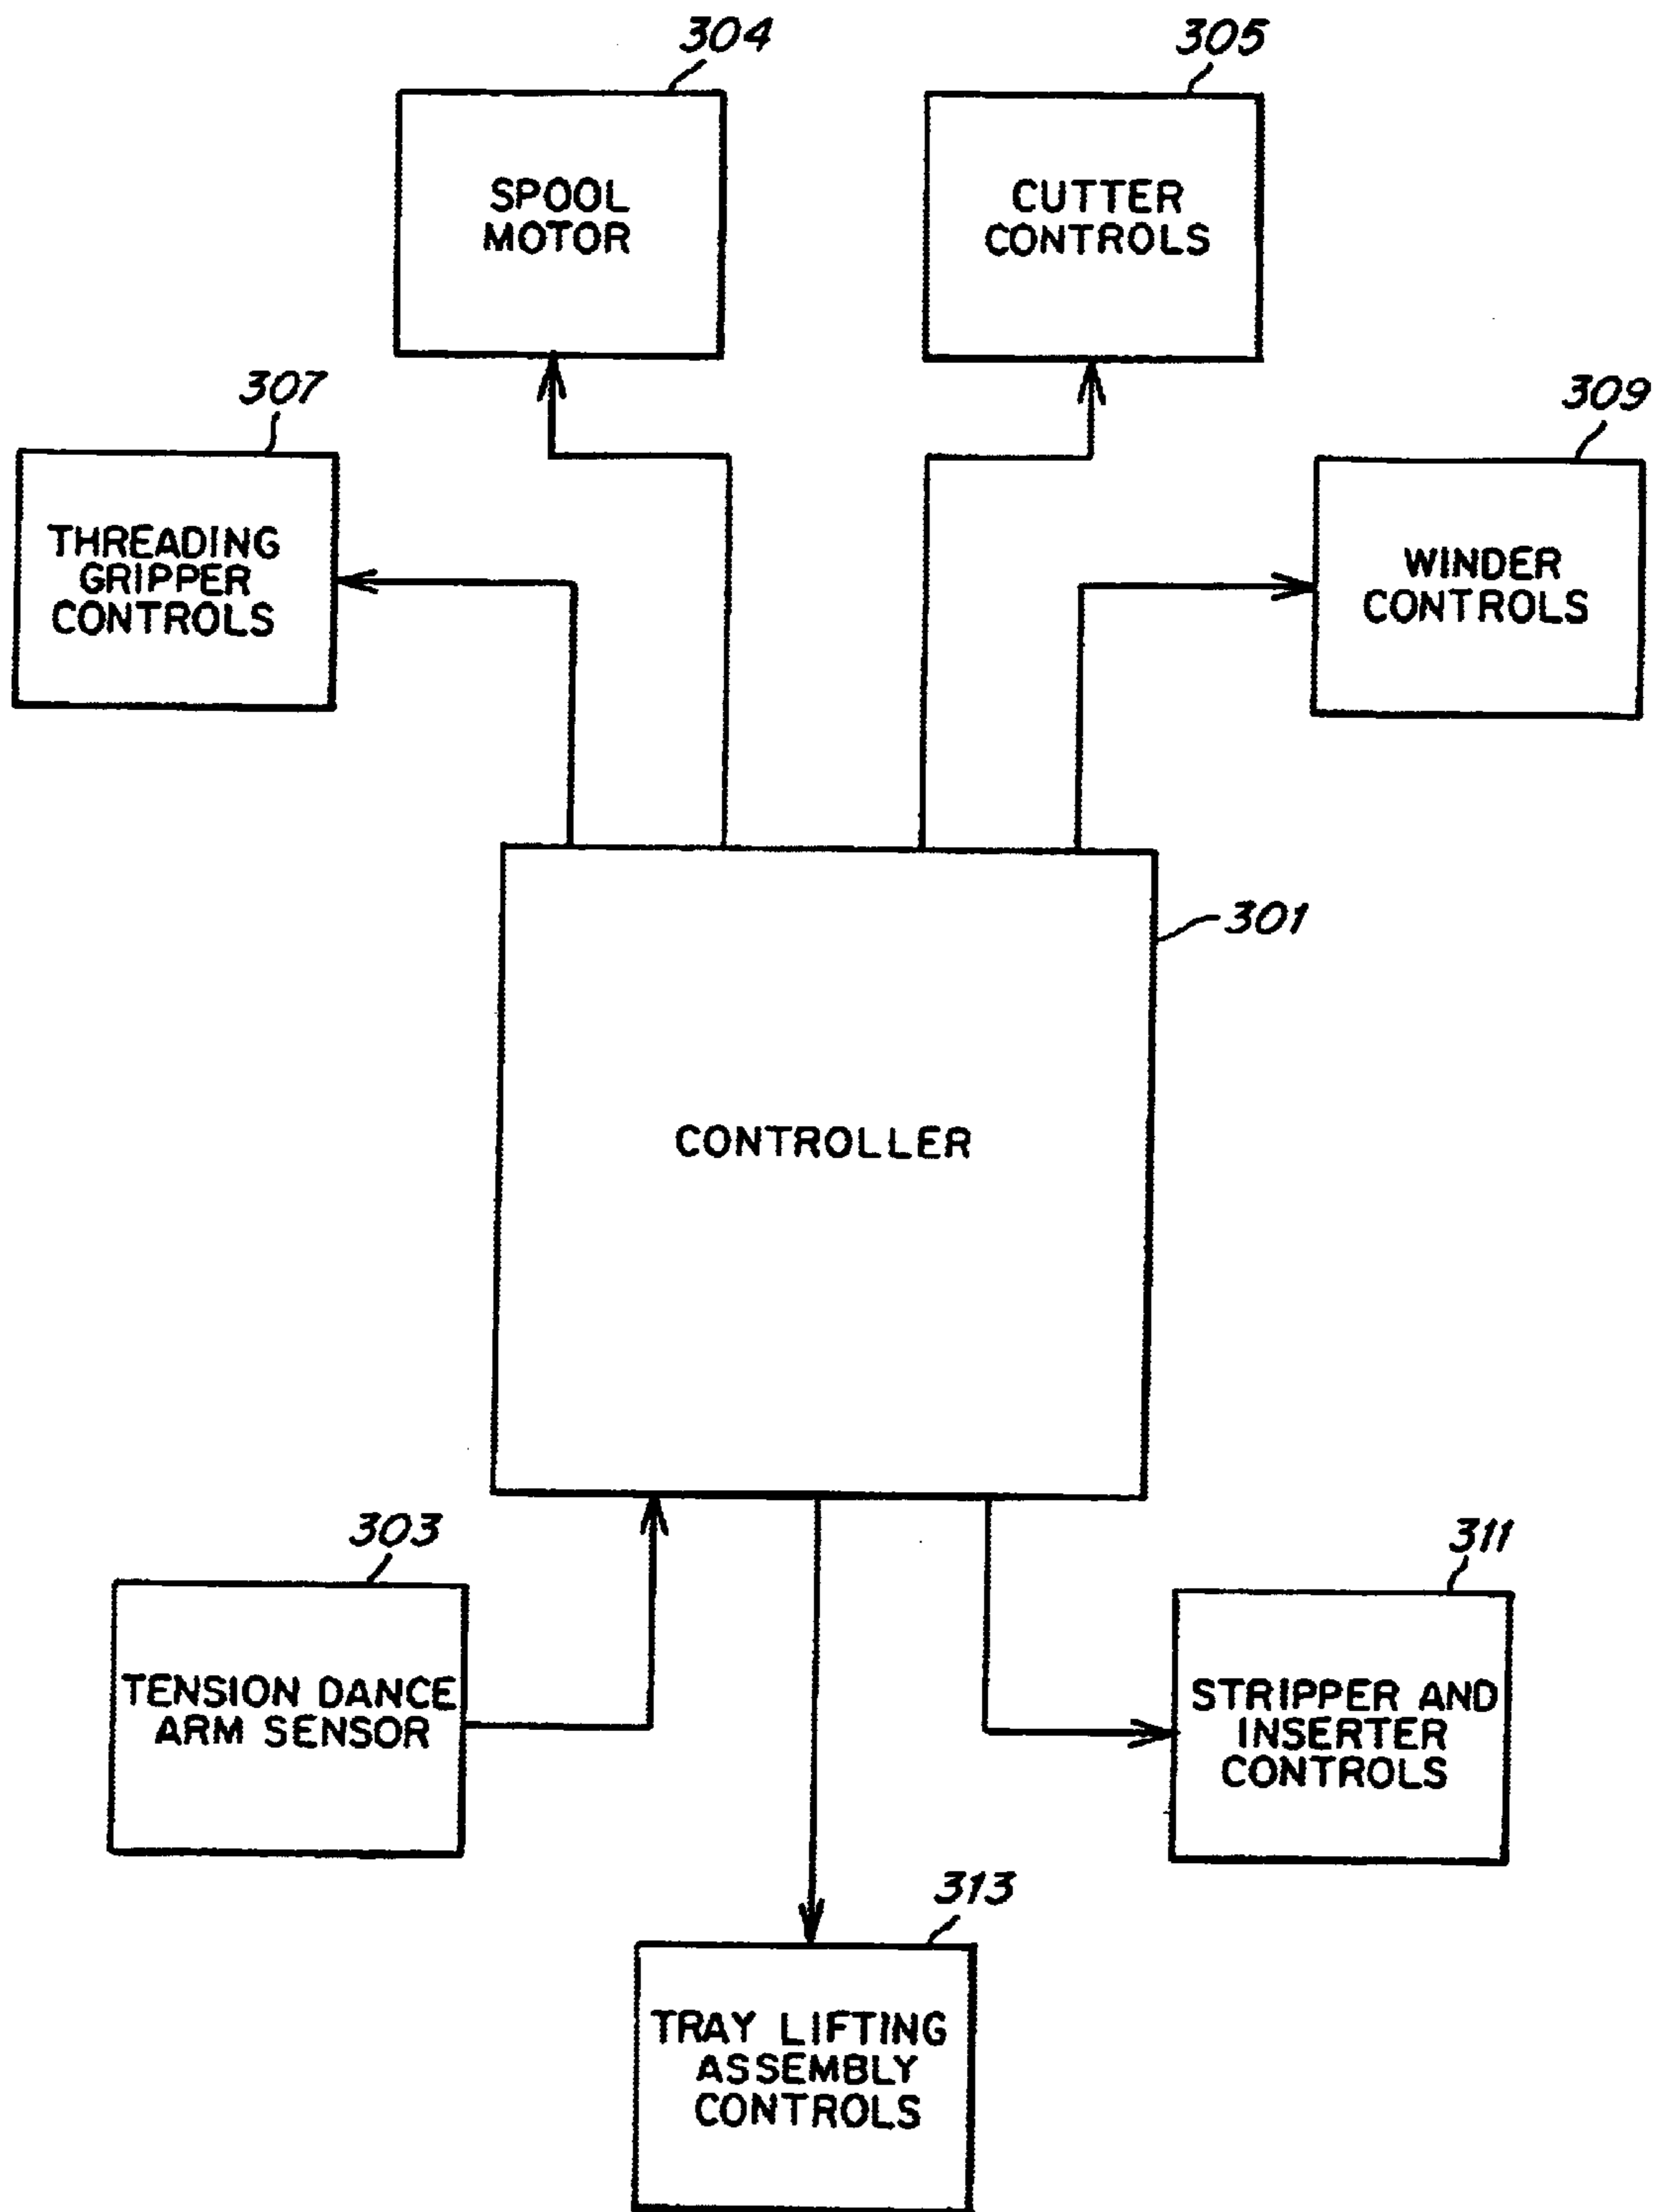 304
305
SPOOL
MOTOR
CUTTER
CONTROLS
307
309
THREADING
GRIPPER
CONTROLS
WINDER
CONTROLS
301
CONTROLLER
303
311
TENSION DANCE
ARM SENSOR
STRIPPER AND
INSERTER
CONTROLS
313
TRAY LIFTING
ASSEMBLY
CONTROLS